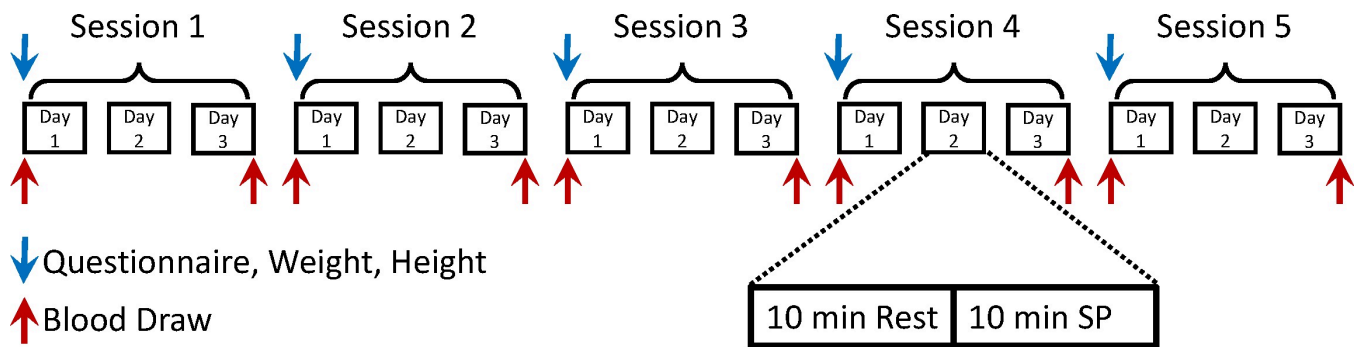 Session 1
Session 2
Session 3
Session 4
Session 5
Day
1
Day
2
Day
3
Day
1
Day
2
Day
3
Day
1
Day
2
Day
3
Day
1
Day
2
Day
3
Day
1
Day
2
Day
3
Questionnaire, Weight, Height
Blood Draw
10 min Rest
10 min SP